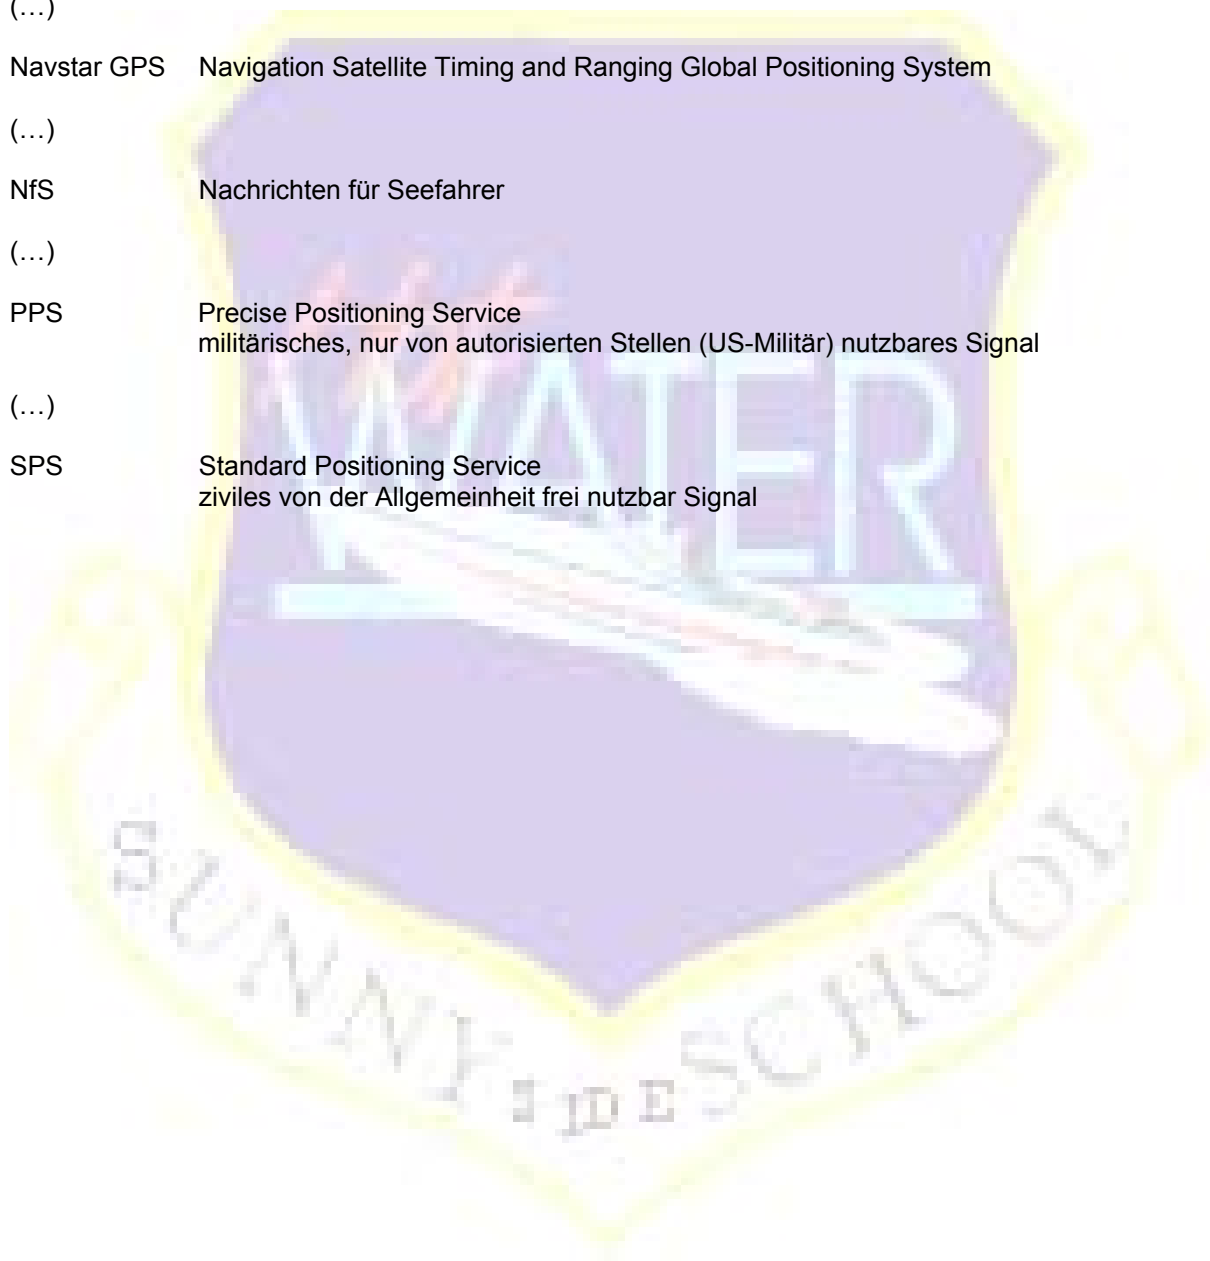 (…)
Navstar GPS Navigation Satellite Timing and Ranging Global Positioning System
(…)
NfS Nachrichten für Seefahrer
(…)
PPS Precise Positioning Service
militärisches, nur von autorisierten Stellen (US-Militär) nutzbares Signal
(…)
SPS Standard Positioning Service
ziviles von der Allgemeinheit frei nutzbar Signal
WATER
SUNNY SIDE SCHOOL